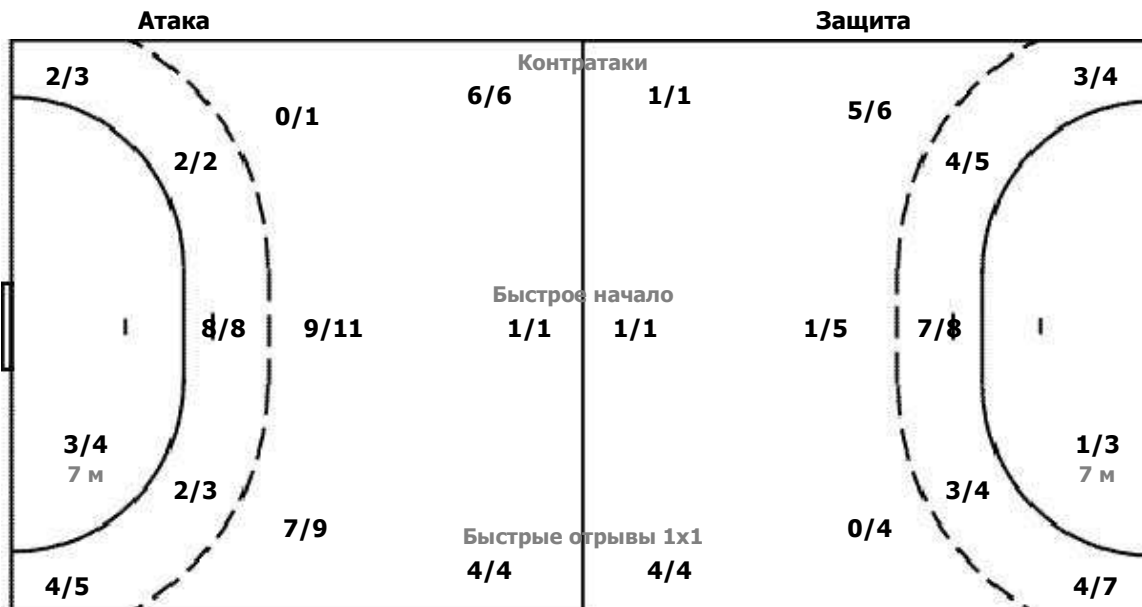 Атака Защита
Контратаки
2/3 6/6 1/1 3/4
0/1 5/6
2/2 4/5
Быстрое начало
8/8 9/11 1/1 1/1 1/5 7/8
3/4 1/3
7 м 7 м
2/3 3/4
7/9 0/4
Быстрые отрывы 1х1
4/5 4/4 4/4 4/7